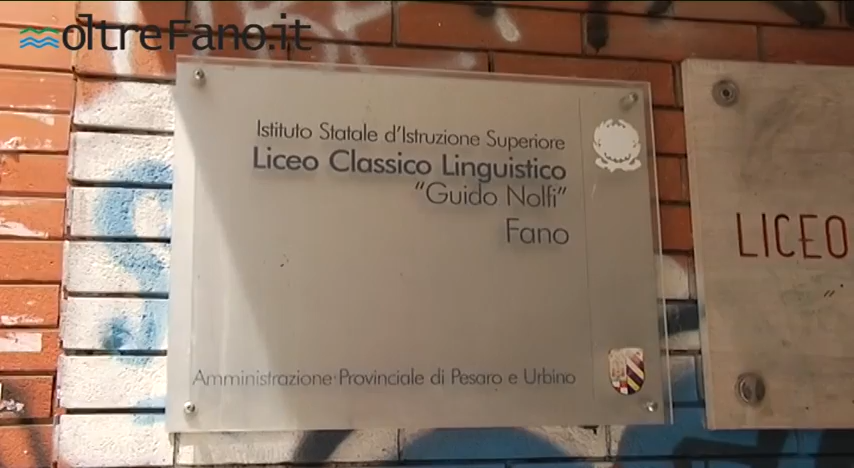 oltreFano.it
Istituto Statale d'Istruzione Superiore
Liceo Classico Linguistico
"Guido Nolfi"
Fano
Amministrazione Provinciale di Pesaro e Urbino
LICEO
"